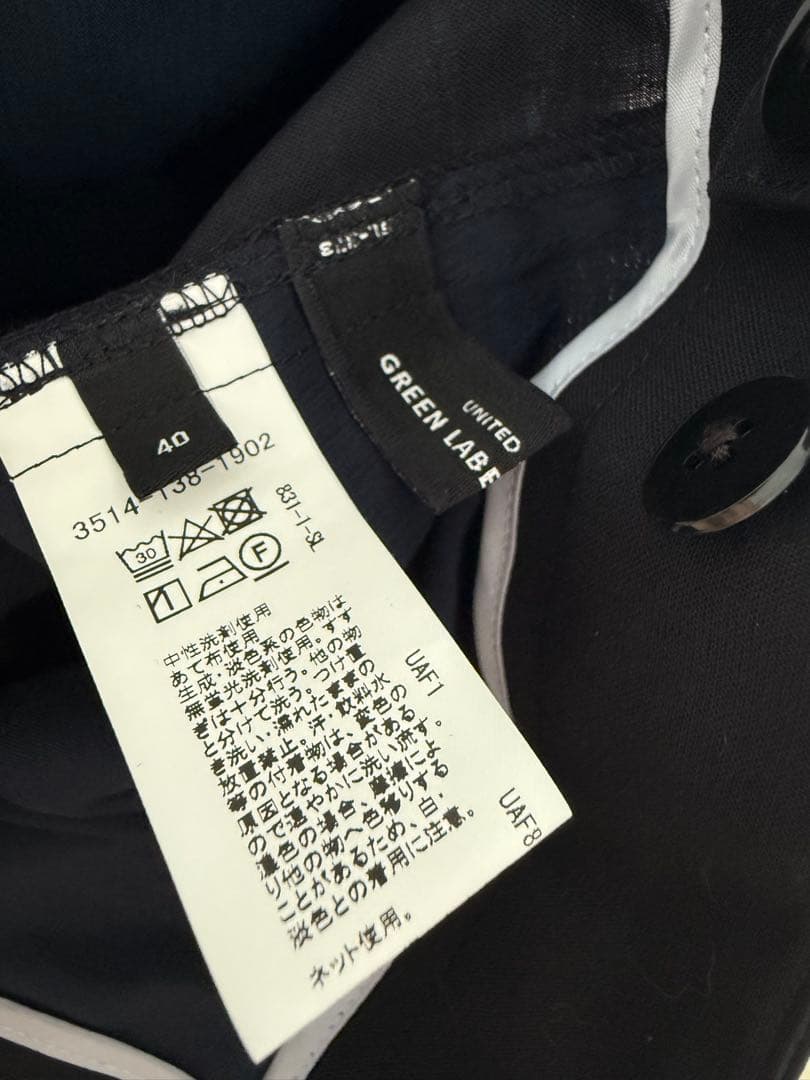 UNITED
GREEN LABE
40
3514-138-1902
831-1-SL
30
F
中性洗剤使用
あて布使用
生成・淡色系の色物は
無蛍光洗剤使用。すす
ぎは十分行う。他の物
と分けて洗う。つけ置
き洗い・濡れたままの
放置禁止。汗・飲料水
等の付着物は、変色の
原因となる場合がある
ので速やかに洗い流す。
濃色の場合、摩擦によ
り他の物へ色移りする
ことがあるため、白・
淡色との着用に注意。
ネット使用。
UAF1
UAF8